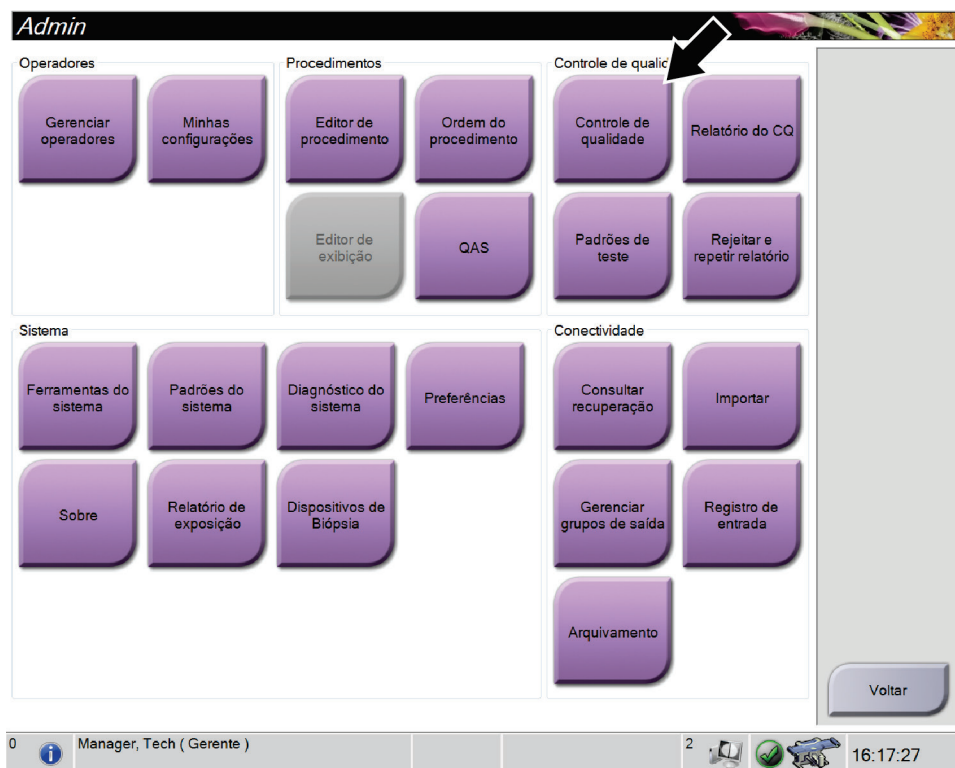 Admin
Operadores
Gerenciar
operadores
Minhas
configurações
Procedimentos
Editor de
procedimento
Ordem do
procedimento
Editor de
exibição
QAS
Controle de
Controle de
qualidade
Relatório do CQ
Padrões de
teste
Rejeitar e
repetir relatório
Sistema
Ferramentas do
sistema
Padrões do
sistema
Diagnóstico do
sistema
Preferências
Sobre
Relatório de
exposição
Dispositivos de
Biópsia
Conectividade
Consultar
recuperação
Importar
Gerenciar
grupos de saída
Registro de
entrada
Arquivamento
Voltar
0
Manager, Tech ( Gerente )
2
16:17:27